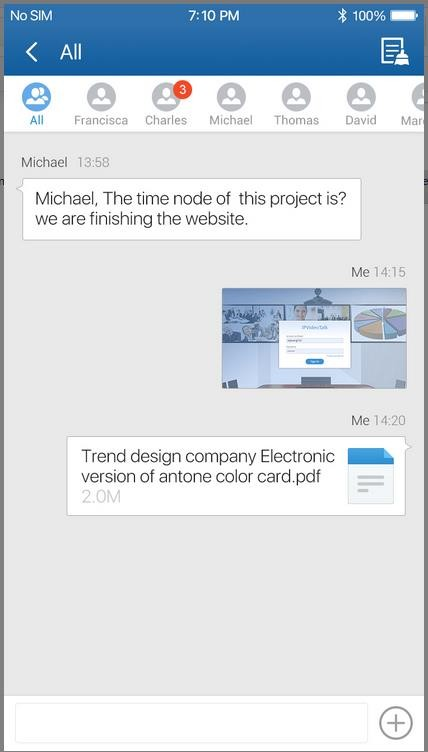 No SIM 7:10 PM 100%
All
3
All Francisca Charles Michael Thomas David Mar
Michael 13:58
Michael, The time node of this project is?
we are finishing the website.
Me 14:15
IPVideoTalk
Sign In
Me 14:20
Trend design company Electronic
version of antone color card.pdf
2.0M